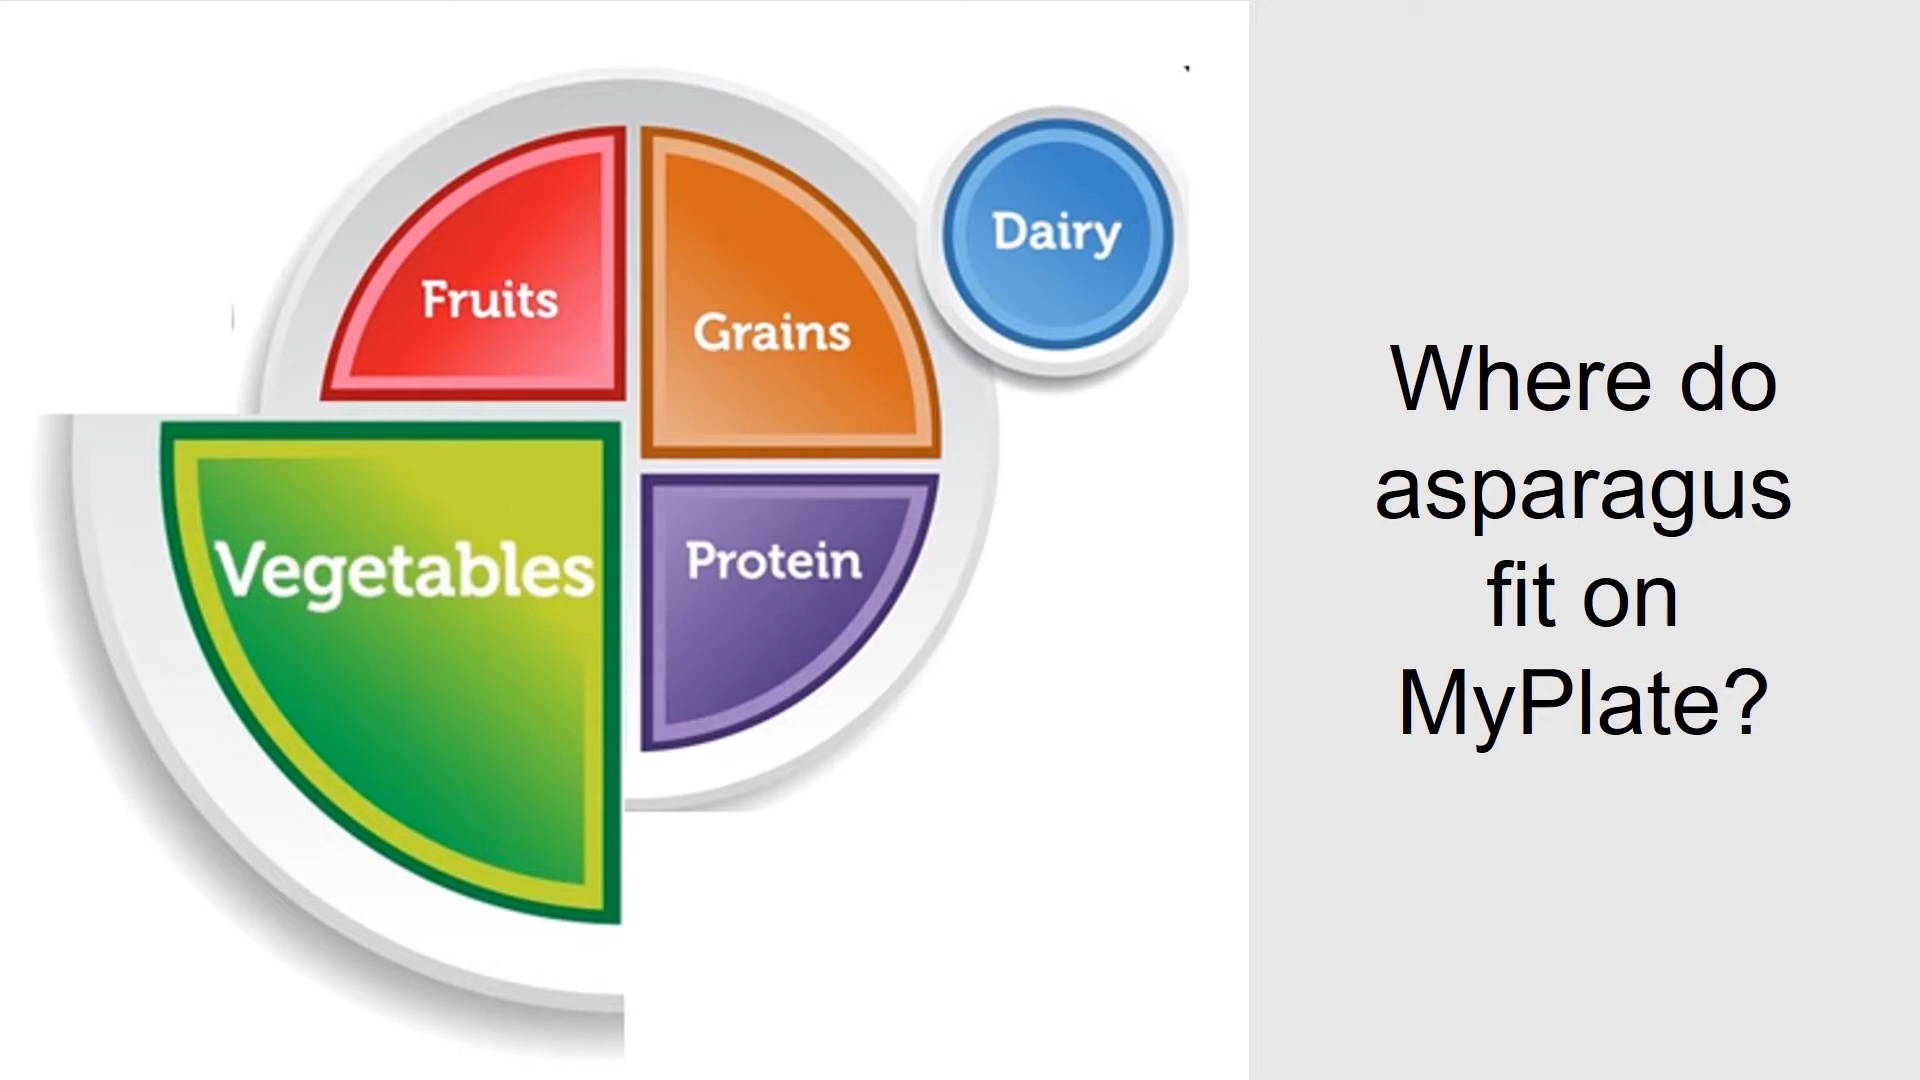 Fruits
Grains
Dairy
Vegetables
Protein
Where do
asparagus
fit on
MyPlate?